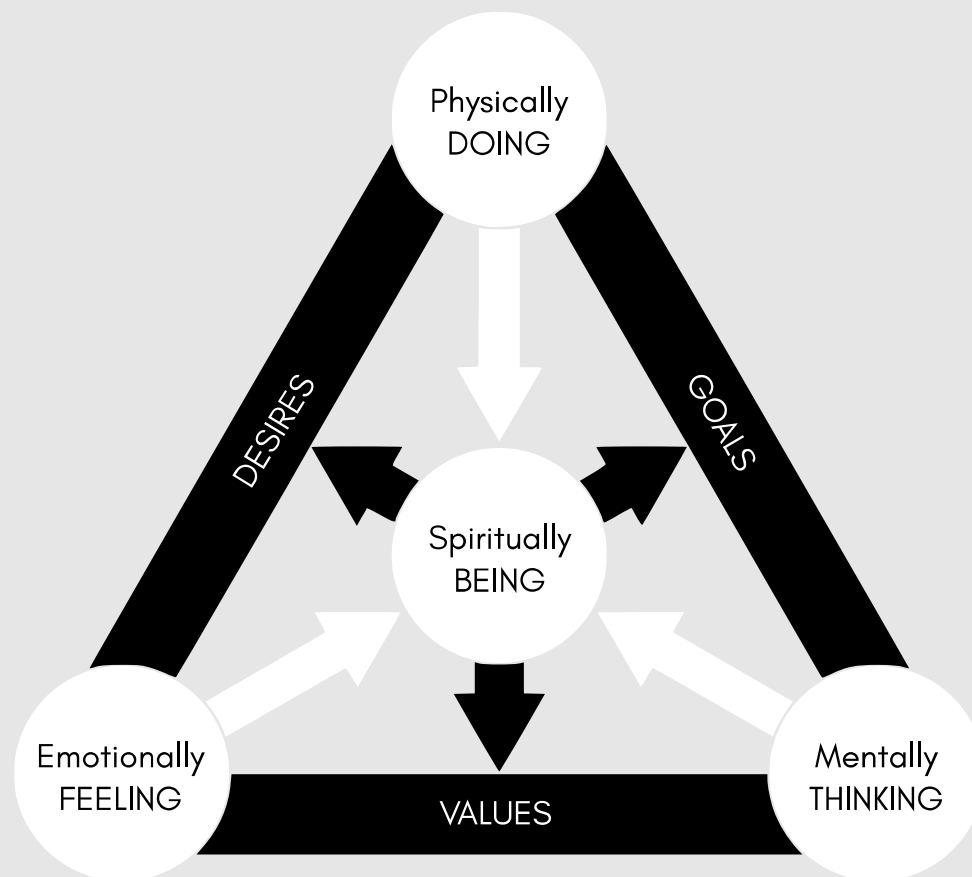 Physically
DOING
DESIRES
GOALS
Spiritually
BEING
Emotionally
FEELING
VALUES
Mentally
THINKING